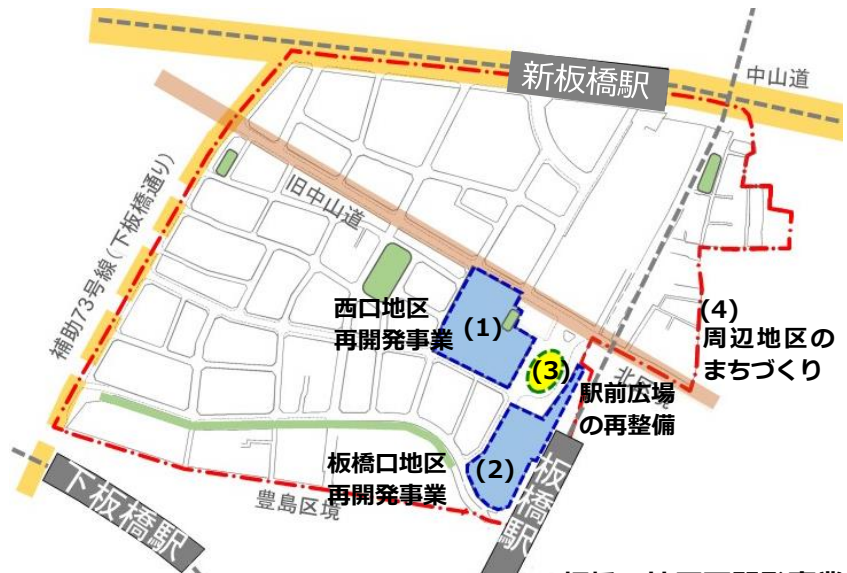 新板橋駅
中山道
旧中山道
補助73号線(下板橋通り)
西口地区
再開発事業
(1)
(4)
周辺地区の
まちづくり
(3)
北区境
駅前広場
の再整備
板橋口地区
再開発事業
(2)
板橋駅
豊島区境
下板橋駅